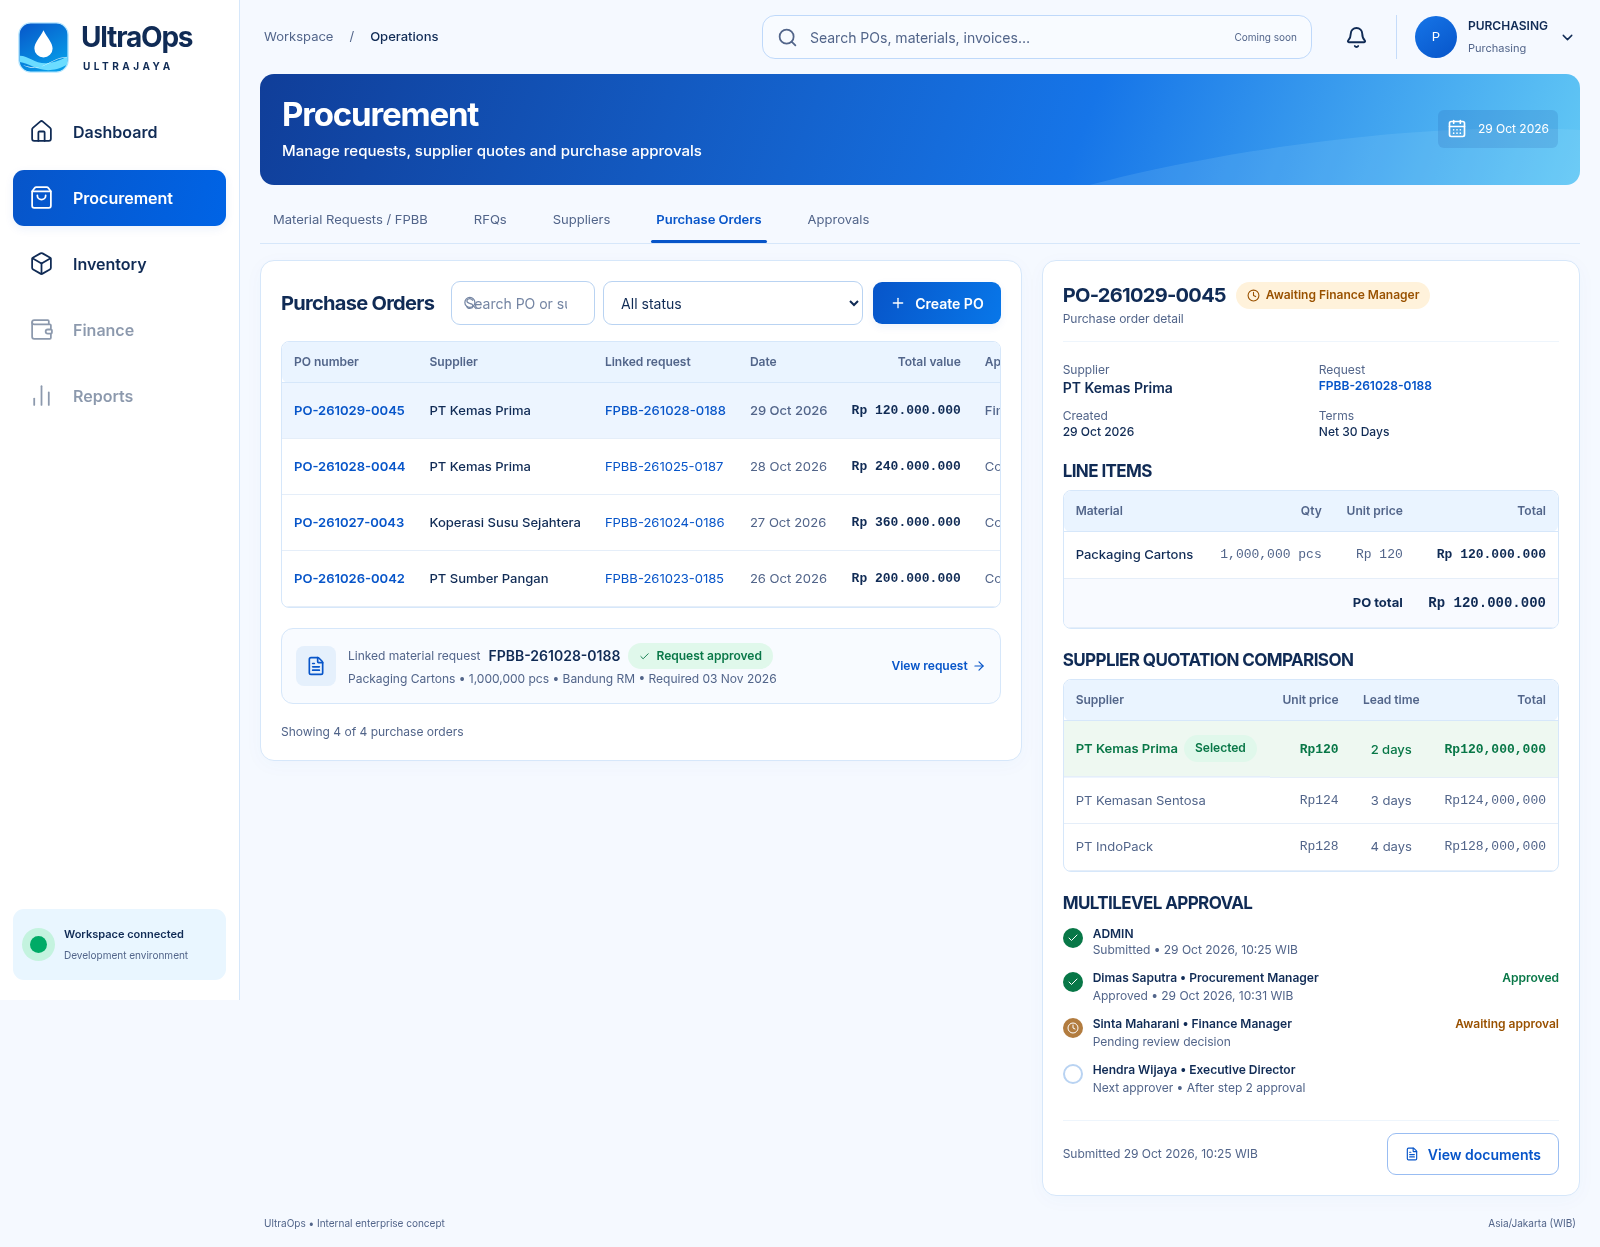 UltraOps
ULTRAJAYA
Dashboard
Procurement
Inventory
Finance
Reports
Workspace connected
Development environment
Workspace / Operations
Search POs, materials, invoices...
Coming soon
P
PURCHASING
Purchasing
Procurement
Manage requests, supplier quotes and purchase approvals
29 Oct 2026
Material Requests / FPBB RFQs Suppliers Purchase Orders Approvals
Purchase Orders
Search PO or su
All status
Create PO
PO number Supplier Linked request Date Total value Ap
PO-261029-0045 PT Kemas Prima FPBB-261028-0188 29 Oct 2026 Rp 120.000.000 Fin
PO-261028-0044 PT Kemas Prima FPBB-261025-0187 28 Oct 2026 Rp 240.000.000 Co
PO-261027-0043 Koperasi Susu Sejahtera FPBB-261024-0186 27 Oct 2026 Rp 360.000.000 Co
PO-261026-0042 PT Sumber Pangan FPBB-261023-0185 26 Oct 2026 Rp 200.000.000 Co
Linked material request FPBB-261028-0188 Request approved
Packaging Cartons • 1,000,000 pcs • Bandung RM • Required 03 Nov 2026
View request
Showing 4 of 4 purchase orders
PO-261029-0045 Awaiting Finance Manager
Purchase order detail
Supplier Request
PT Kemas Prima FPBB-261028-0188
Created Terms
29 Oct 2026 Net 30 Days
LINE ITEMS
Material Qty Unit price Total
Packaging Cartons 1,000,000 pcs Rp 120 Rp 120.000.000
PO total Rp 120.000.000
SUPPLIER QUOTATION COMPARISON
Supplier Unit price Lead time Total
PT Kemas Prima Selected Rp120 2 days Rp120,000,000
PT Kemasan Sentosa Rp124 3 days Rp124,000,000
PT IndoPack Rp128 4 days Rp128,000,000
MULTILEVEL APPROVAL
ADMIN
Submitted • 29 Oct 2026, 10:25 WIB
Dimas Saputra • Procurement Manager Approved
Approved • 29 Oct 2026, 10:31 WIB
Sinta Maharani • Finance Manager Awaiting approval
Pending review decision
Hendra Wijaya • Executive Director
Next approver • After step 2 approval
Submitted 29 Oct 2026, 10:25 WIB
View documents
UltraOps • Internal enterprise concept
Asia/Jakarta (WIB)